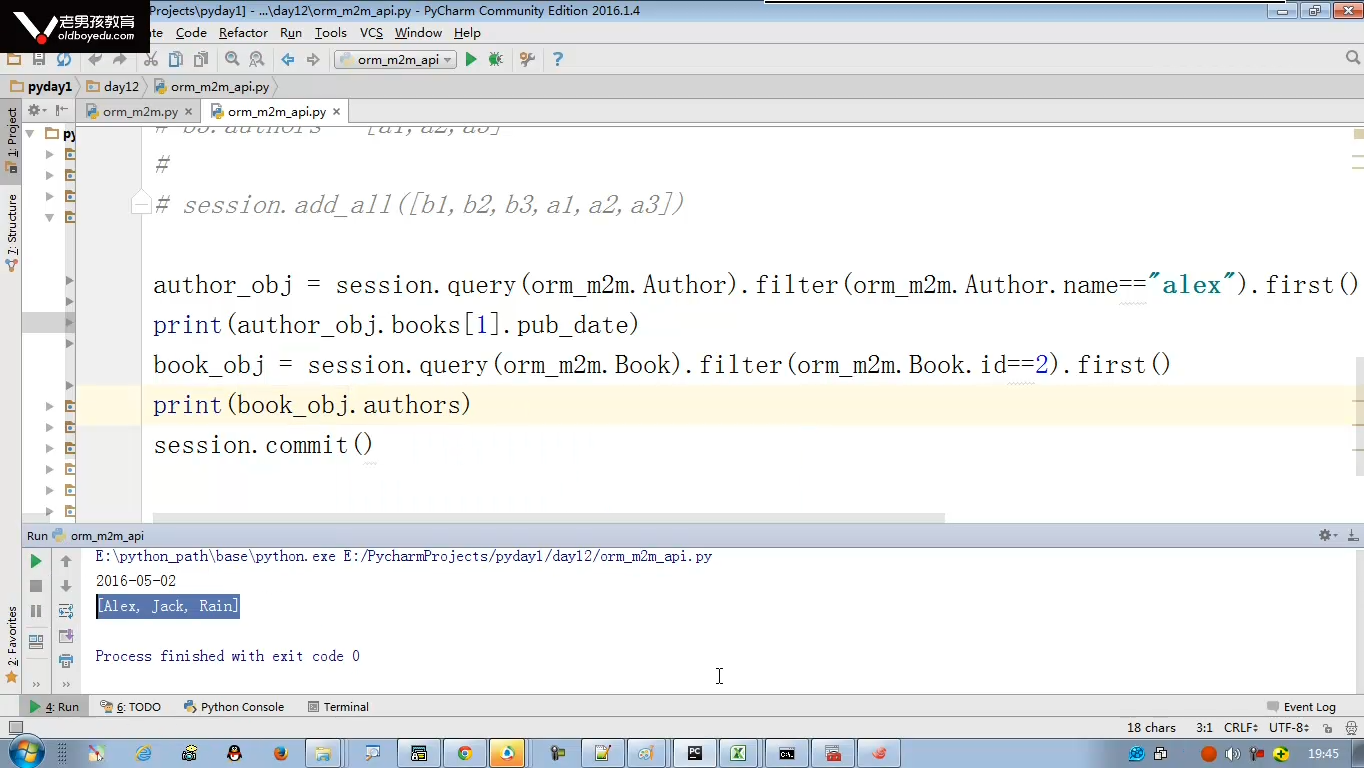 老男孩教育
oldboyedu.com
Projects\pyday1] - ...\day12\orm_m2m_api.py - PyCharm Community Edition 2016.1.4
ate Code Refactor Run Tools VCS Window Help
orm_m2m_api
pyday1 day12 orm_m2m_api.py
1: Project
7: Structure
2: Favorites
orm_m2m.py orm_m2m_api.py
py
# b3.authors = [a1,a2,a3]
#
# session.add_all([b1,b2,b3,a1,a2,a3])
author_obj = session.query(orm_m2m.Author).filter(orm_m2m.Author.name=="alex").first()
print(author_obj.books[1].pub_date)
book_obj = session.query(orm_m2m.Book).filter(orm_m2m.Book.id==2).first()
print(book_obj.authors)
session.commit()
Run orm_m2m_api
E:\python_path\base\python.exe E:/PycharmProjects/pyday1/day12/orm_m2m_api.py
2016-05-02
[Alex, Jack, Rain]
Process finished with exit code 0
4: Run 6: TODO Python Console Terminal Event Log
18 chars 3:1 CRLF UTF-8
PC
19:45